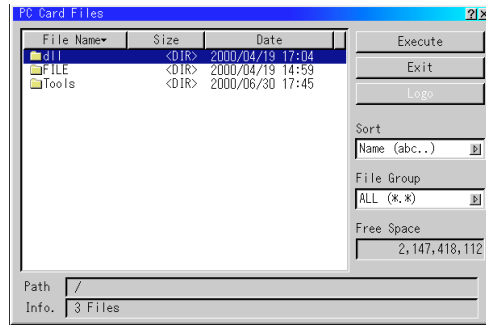 PC Card Files
File Name Size Date
dll <DIR> 2000/04/19 17:04
FILE <DIR> 2000/04/19 14:59
Tools <DIR> 2000/06/30 17:45
Execute
Exit
Logo
Sort
Name (abc..)
File Group
ALL (*.*)
Free Space
2,147,418,112
Path /
Info. 3 Files